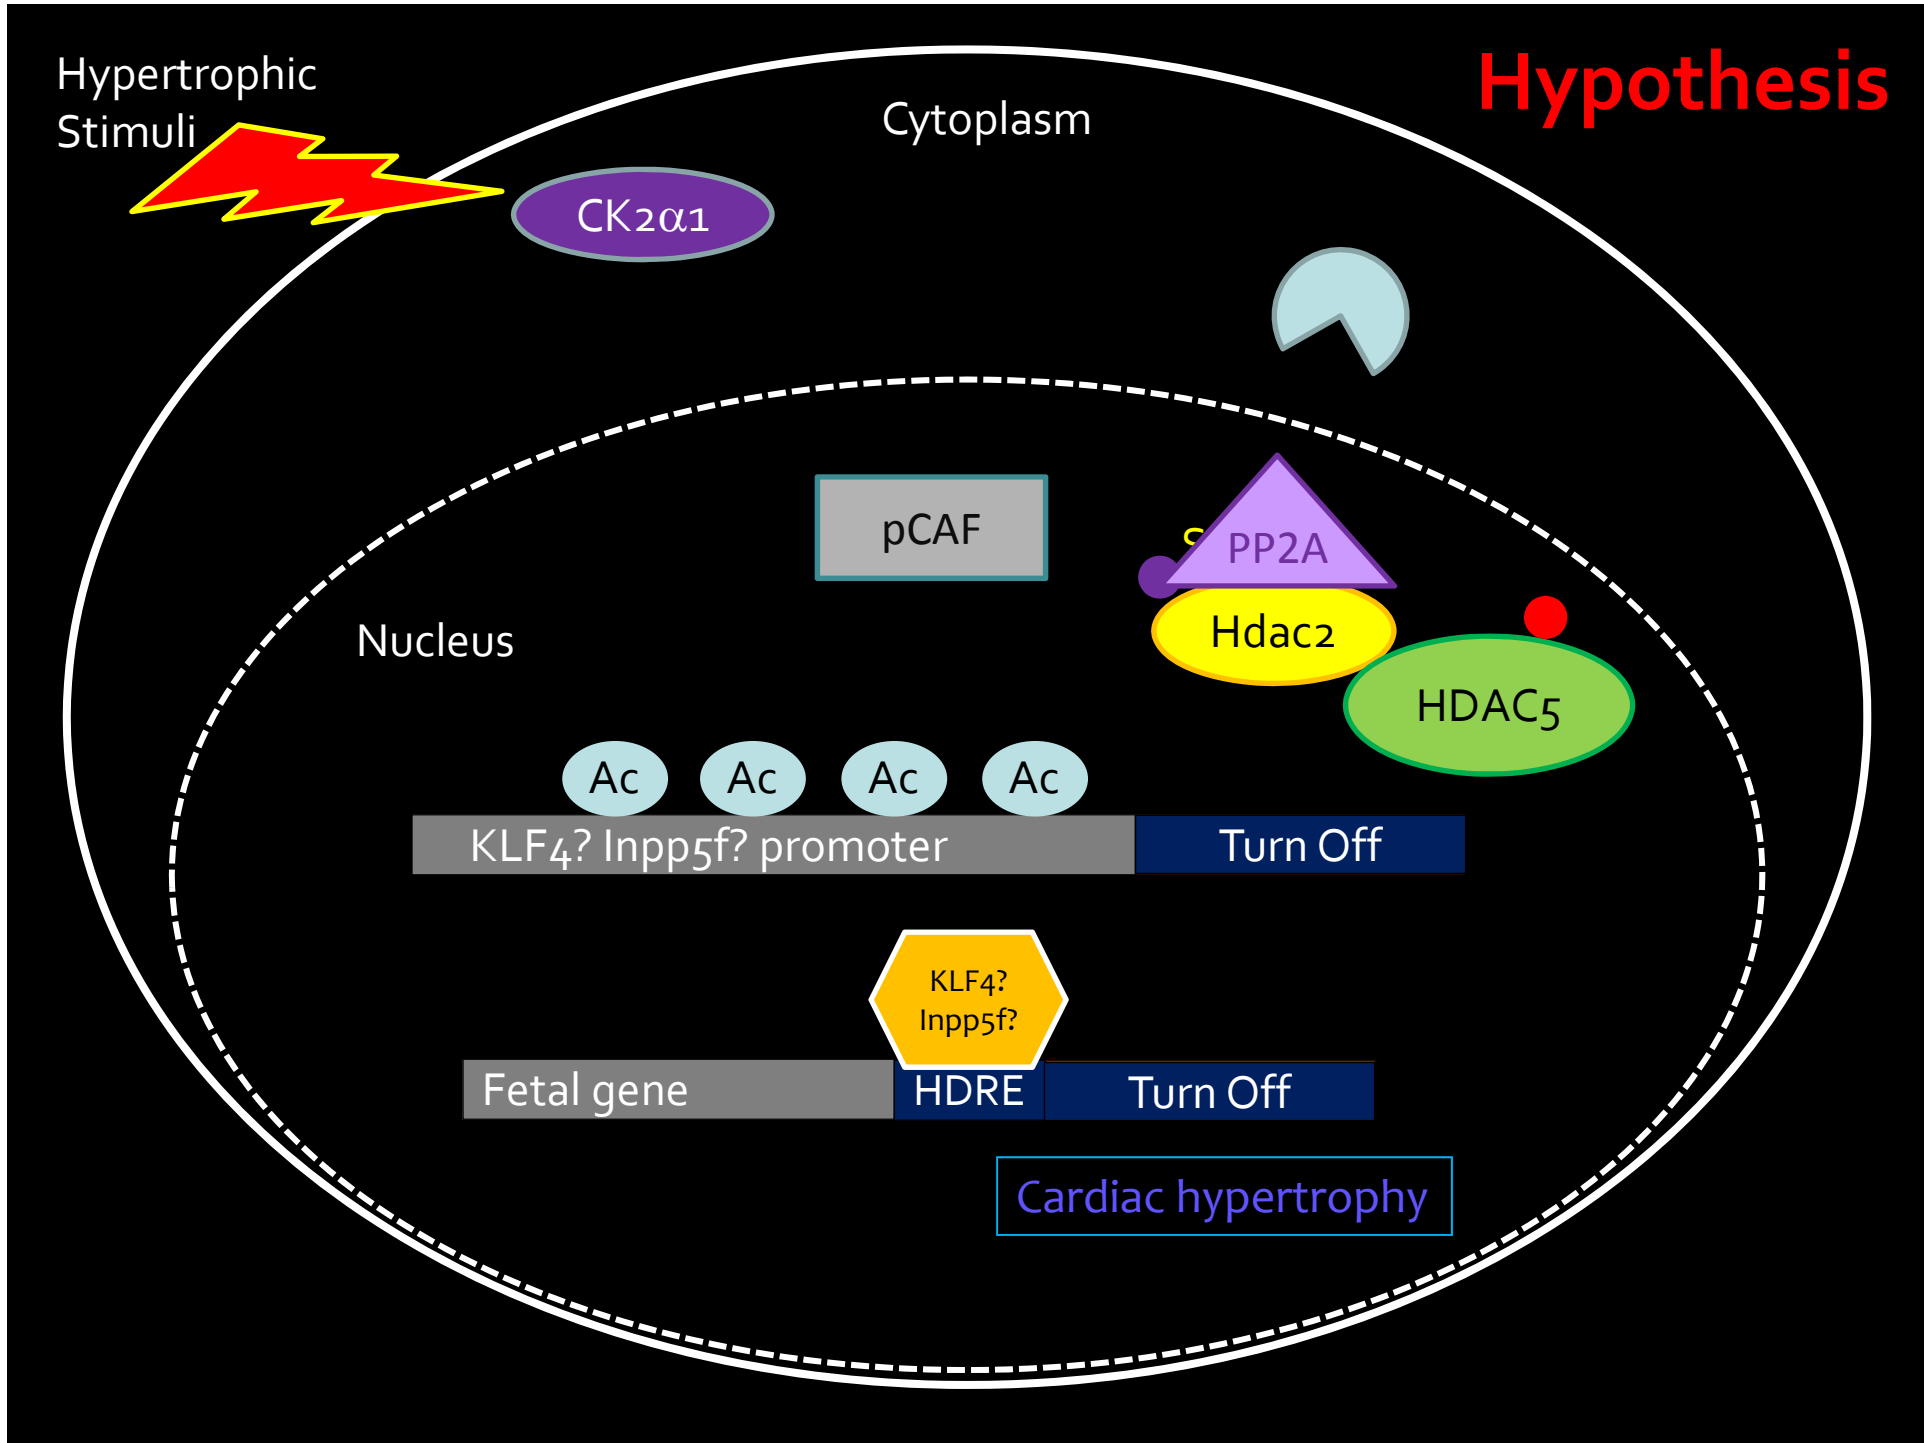 Hypertrophic
Stimuli
Hypothesis
Cytoplasm
CK2α1
pCAF
PP2A
Hdac2
Nucleus
HDAC5
Ac Ac Ac Ac
KLF4? Inpp5f? promoter Turn Off
KLF4?
Inpp5f?
Fetal gene HDRE Turn Off
Cardiac hypertrophy